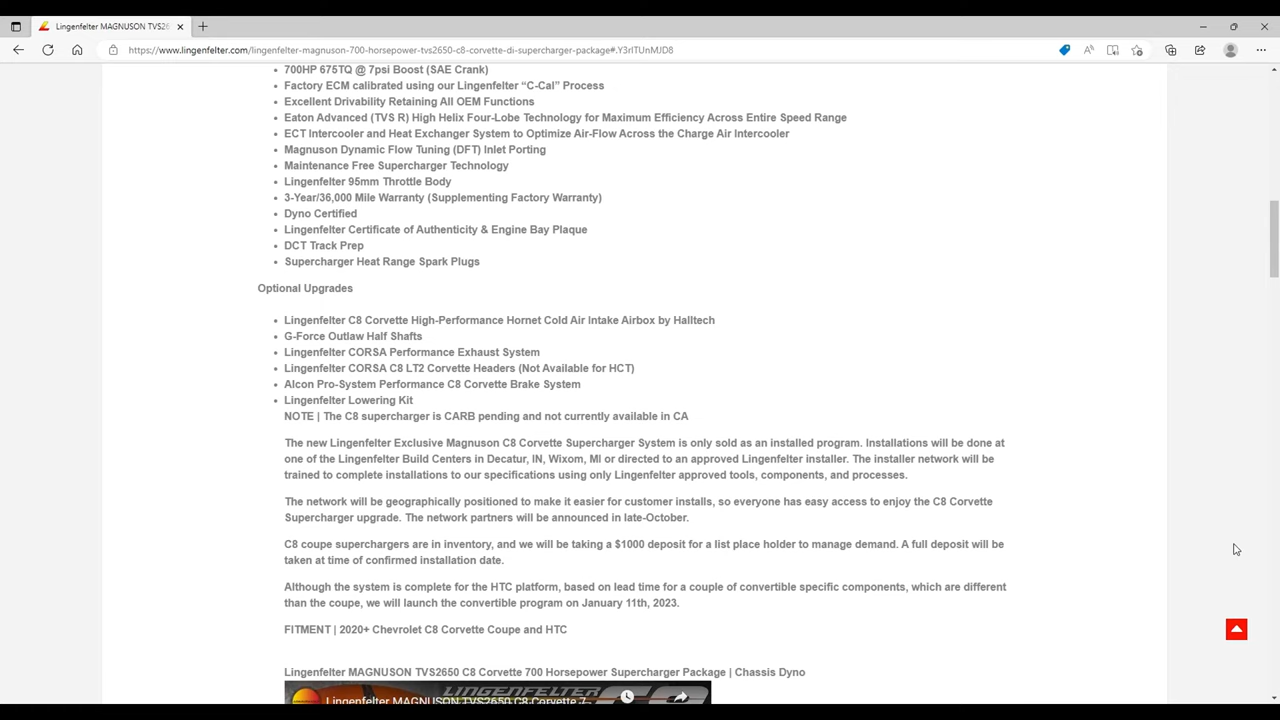 Lingenfelter MAGNUSON TVS26
https://www.lingenfelter.com/lingenfelter-magnuson-700-horsepower-tvs2650-c8-corvette-di-supercharger-package#.Y3rlTUnMJD8
700HP 675TQ @ 7psi Boost (SAE Crank)
Factory ECM calibrated using our Lingenfelter “C-Cal” Process
Excellent Drivability Retaining All OEM Functions
Eaton Advanced (TVS R) High Helix Four-Lobe Technology for Maximum Efficiency Across Entire Speed Range
ECT Intercooler and Heat Exchanger System to Optimize Air-Flow Across the Charge Air Intercooler
Magnuson Dynamic Flow Tuning (DFT) Inlet Porting
Maintenance Free Supercharger Technology
Lingenfelter 95mm Throttle Body
3-Year/36,000 Mile Warranty (Supplementing Factory Warranty)
Dyno Certified
Lingenfelter Certificate of Authenticity & Engine Bay Plaque
DCT Track Prep
Supercharger Heat Range Spark Plugs
Optional Upgrades
Lingenfelter C8 Corvette High-Performance Hornet Cold Air Intake Airbox by Halltech
G-Force Outlaw Half Shafts
Lingenfelter CORSA Performance Exhaust System
Lingenfelter CORSA C8 LT2 Corvette Headers (Not Available for HCT)
Alcon Pro-System Performance C8 Corvette Brake System
Lingenfelter Lowering Kit
NOTE | The C8 supercharger is CARB pending and not currently available in CA
The new Lingenfelter Exclusive Magnuson C8 Corvette Supercharger System is only sold as an installed program. Installations will be done at
one of the Lingenfelter Build Centers in Decatur, IN, Wixom, MI or directed to an approved Lingenfelter installer. The installer network will be
trained to complete installations to our specifications using only Lingenfelter approved tools, components, and processes.
The network will be geographically positioned to make it easier for customer installs, so everyone has easy access to enjoy the C8 Corvette
Supercharger upgrade. The network partners will be announced in late-October.
C8 coupe superchargers are in inventory, and we will be taking a $1000 deposit for a list place holder to manage demand. A full deposit will be
taken at time of confirmed installation date.
Although the system is complete for the HTC platform, based on lead time for a couple of convertible specific components, which are different
than the coupe, we will launch the convertible program on January 11th, 2023.
FITMENT | 2020+ Chevrolet C8 Corvette Coupe and HTC
Lingenfelter MAGNUSON TVS2650 C8 Corvette 700 Horsepower Supercharger Package | Chassis Dyno
LINGENFELTER
Lingenfelter MAGNUSON TVS2650 C8 Corvette 7